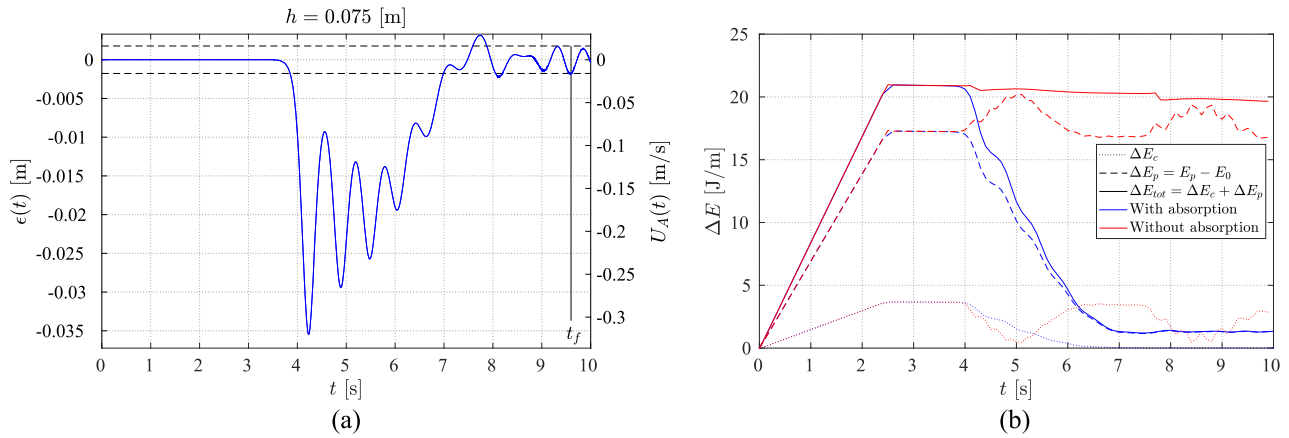 h = 0.075 [m]
0
-0.005
-0.01
-0.015
-0.02
-0.025
-0.03
-0.035
ϵ(t) [m]
0
-0.05
-0.1
-0.15
-0.2
-0.25
-0.3
U_A(t) [m/s]
t_f
0 1 2 3 4 5 6 7 8 9 10
t [s]
(a)
25
20
15
10
5
0
ΔE [J/m]
ΔE_c
ΔE_p = E_p − E_0
ΔE_{tot} = ΔE_c + ΔE_p
With absorption
Without absorption
0 1 2 3 4 5 6 7 8 9 10
t [s]
(b)